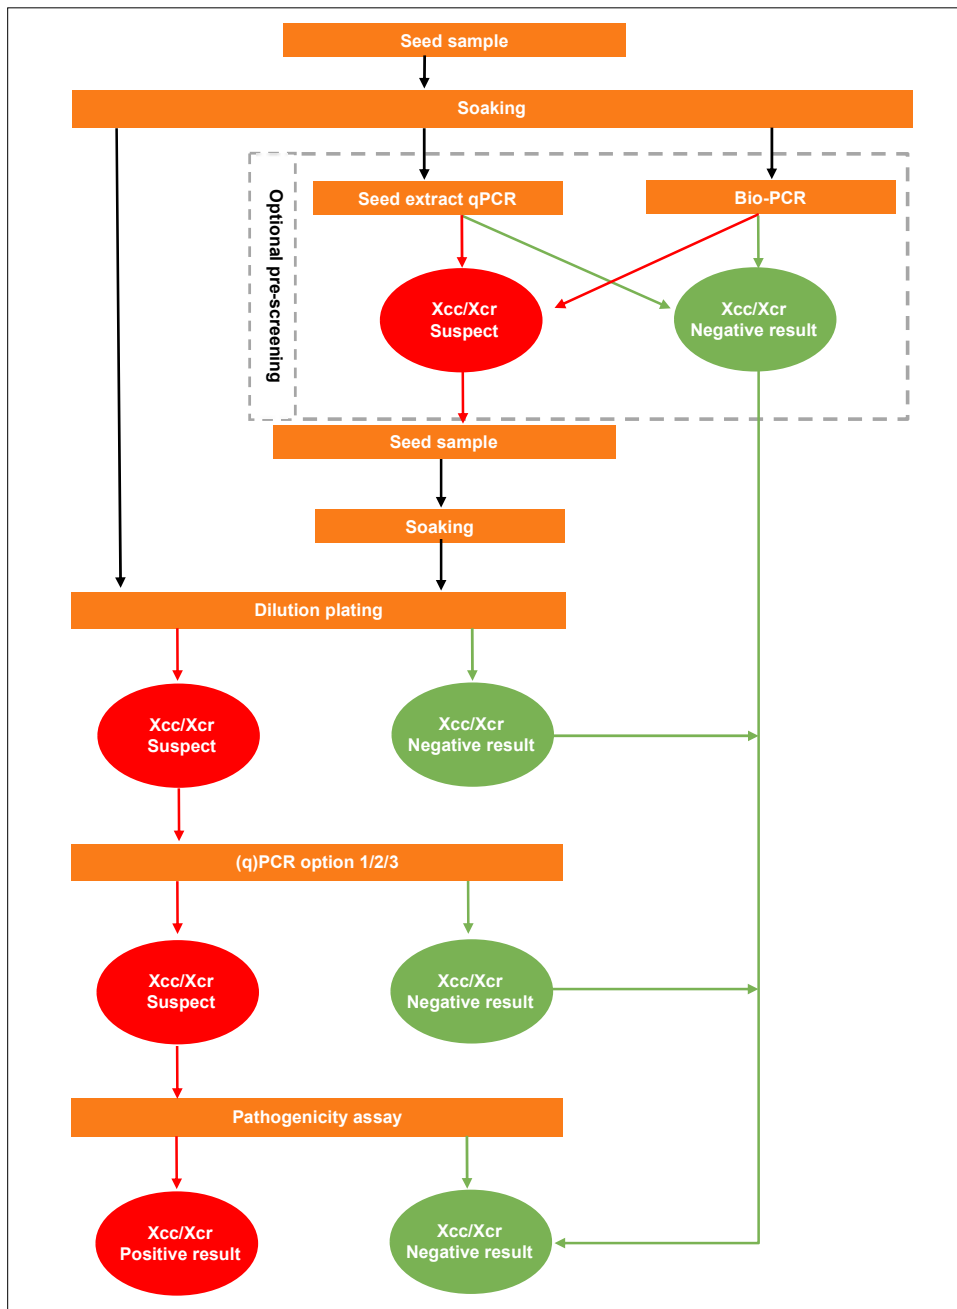 Seed sample
Soaking
Optional pre-screening
Seed extract qPCR
Bio-PCR
Xcc/Xcr
Suspect
Xcc/Xcr
Negative result
Seed sample
Soaking
Dilution plating
Xcc/Xcr
Suspect
Xcc/Xcr
Negative result
(q)PCR option 1/2/3
Xcc/Xcr
Suspect
Xcc/Xcr
Negative result
Pathogenicity assay
Xcc/Xcr
Positive result
Xcc/Xcr
Negative result